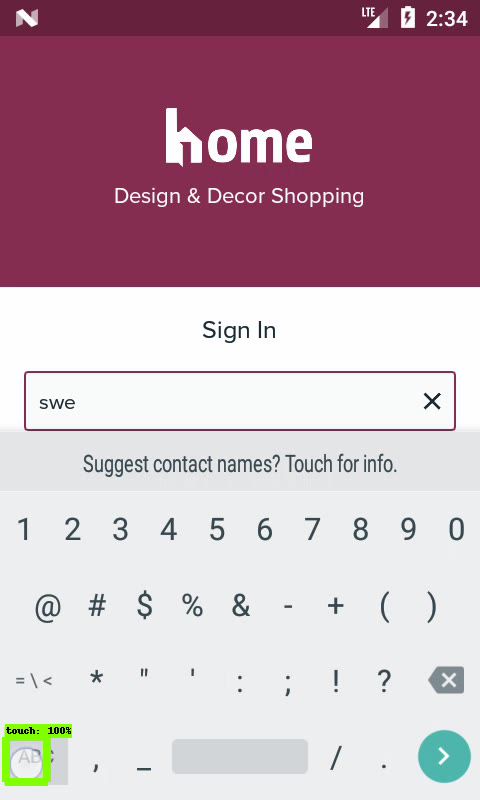 LTE 2:34
home
Design & Decor Shopping
Sign In
swe
Suggest contact names? Touch for info.
1 2 3 4 5 6 7 8 9 0
@ # $ % & - + ( )
= \ < * " ' : ; ! ?
touch: 100%
ABC , _ / .